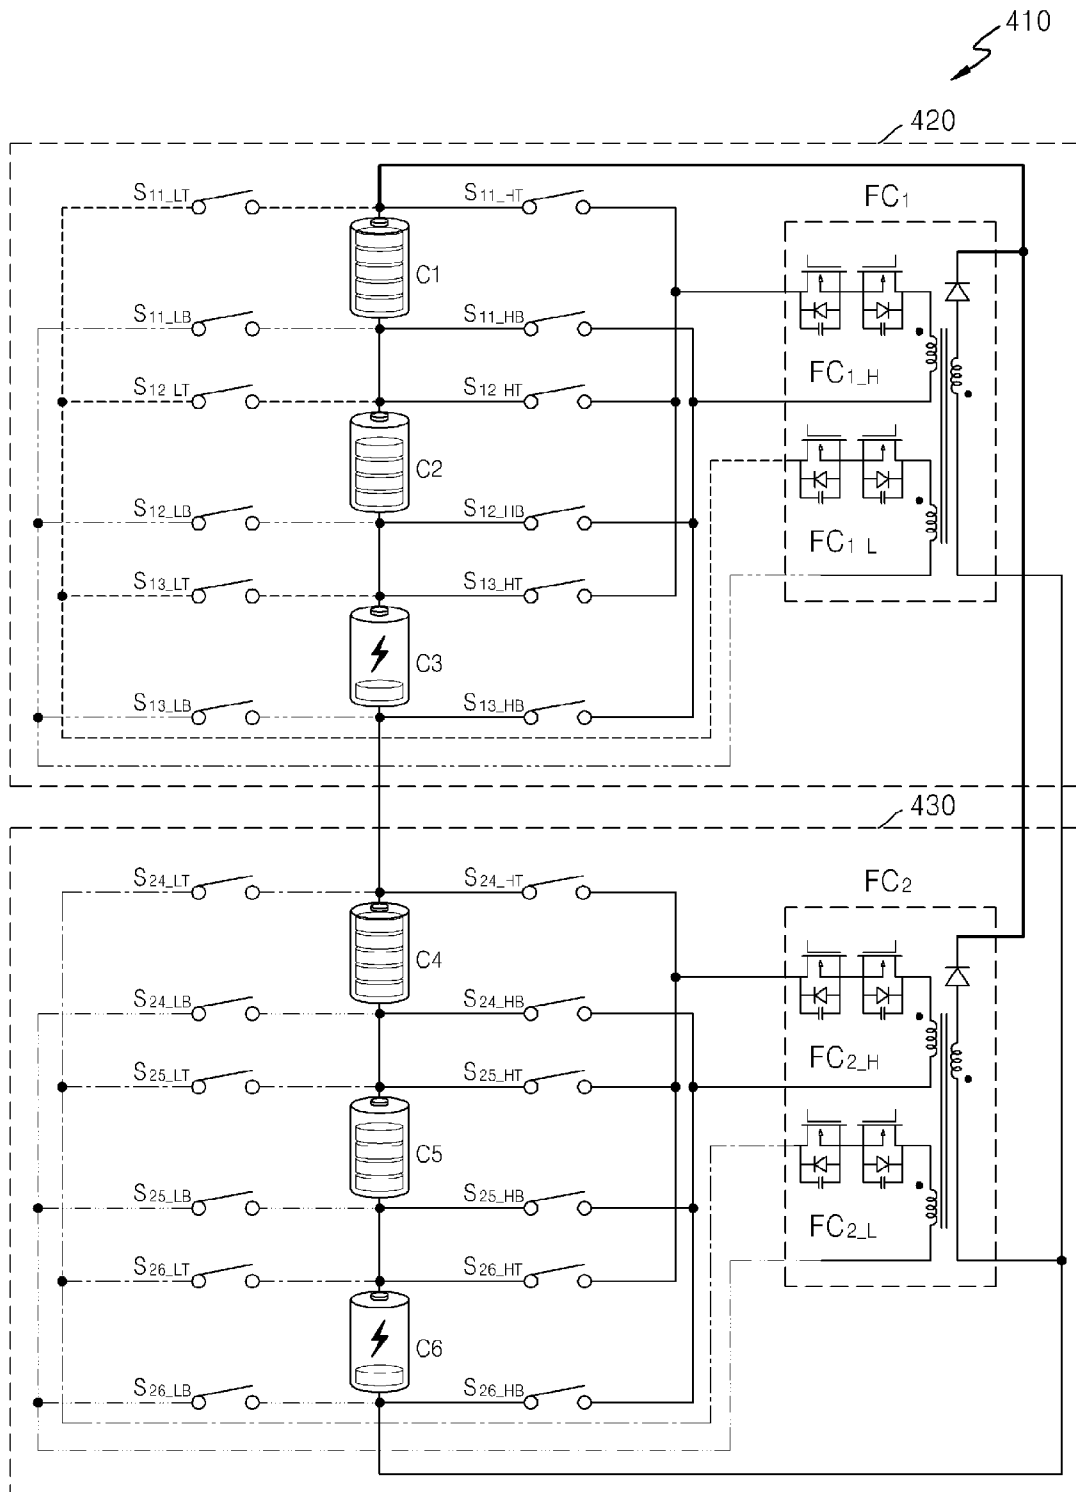 410
420
S11_LT
S11_HT
FC1
C1
S11_LB
S11_HB
FC1_H
S12_LT
S12_HT
C2
S12_LB
S12_HB
FC1_L
S13_LT
S13_HT
C3
S13_LB
S13_HB
430
S24_LT
S24_HT
FC2
C4
S24_LB
S24_HB
FC2_H
S25_LT
S25_HT
C5
S25_LB
S25_HB
FC2_L
S26_LT
S26_HT
C6
S26_LB
S26_HB